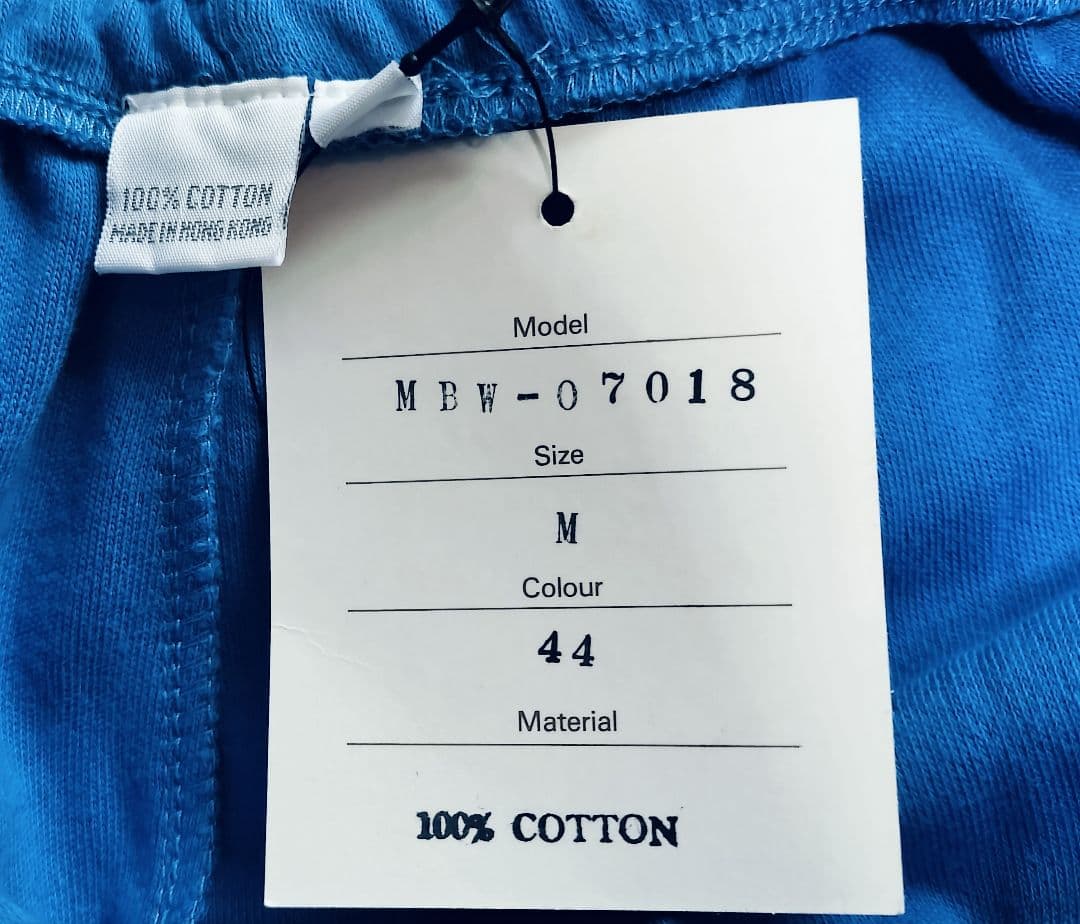 100% COTTON
MADE IN HONG KONG
Model
MBW-07018
Size
M
Colour
44
Material
100% COTTON